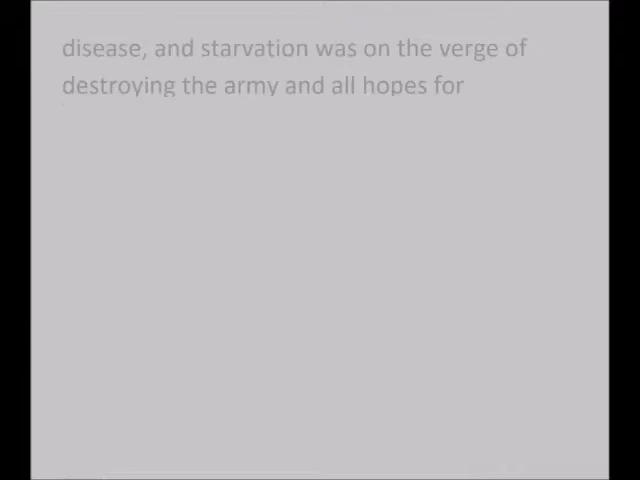 disease, and starvation was on the verge of
destroying the army and all hopes for